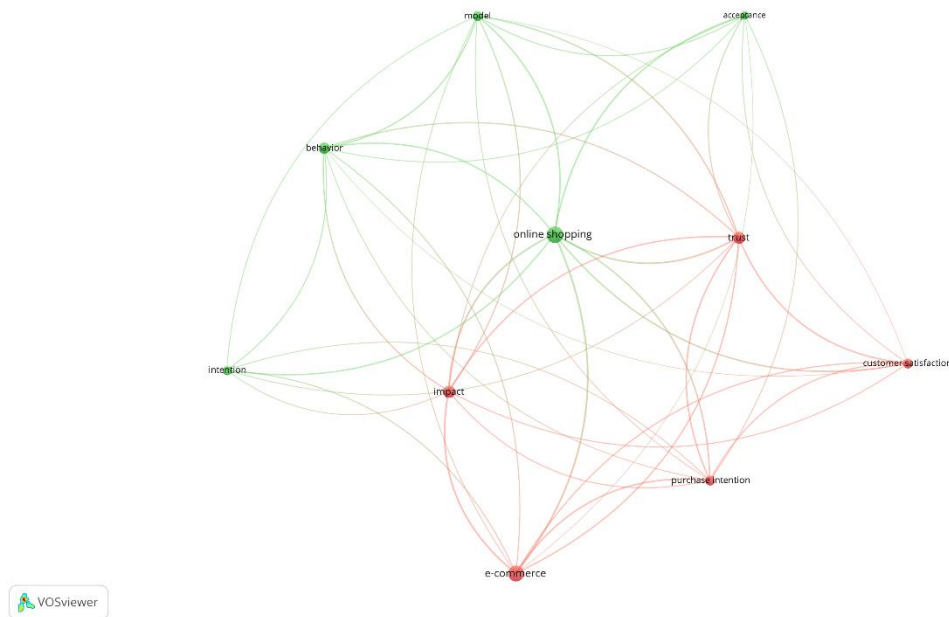 model
acceptance
behavior
online shopping
trust
customer satisfaction
intention
impact
purchase intention
e-commerce
VOSviewer